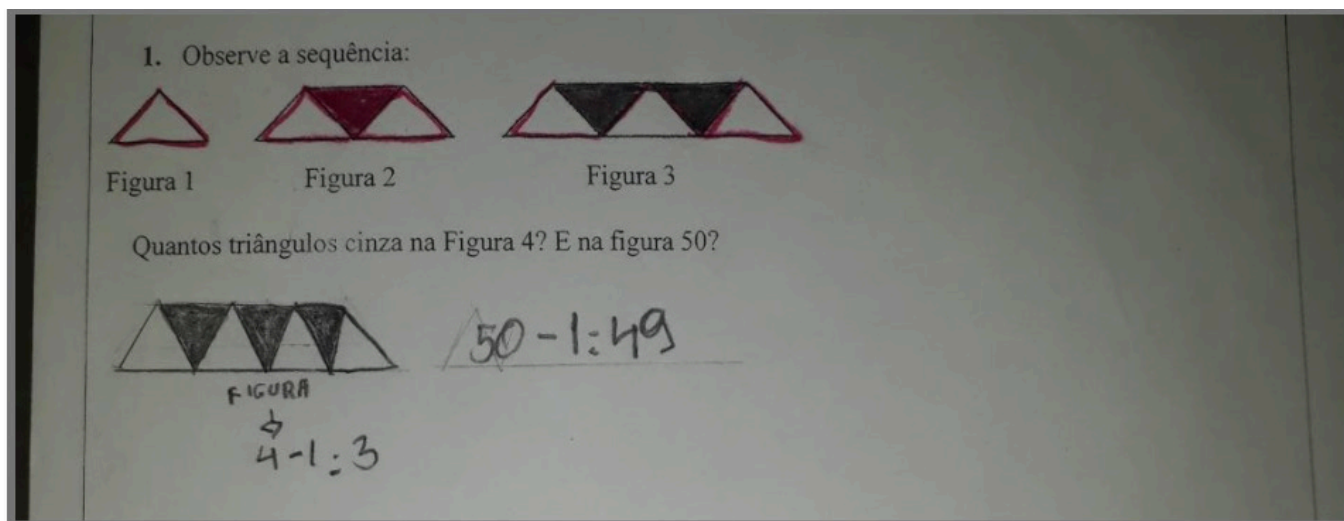 1. Observe a sequência:
Figura 1 Figura 2 Figura 3
Quantos triângulos cinza na Figura 4? E na figura 50?
50-1:49
FIGURA
4-1:3